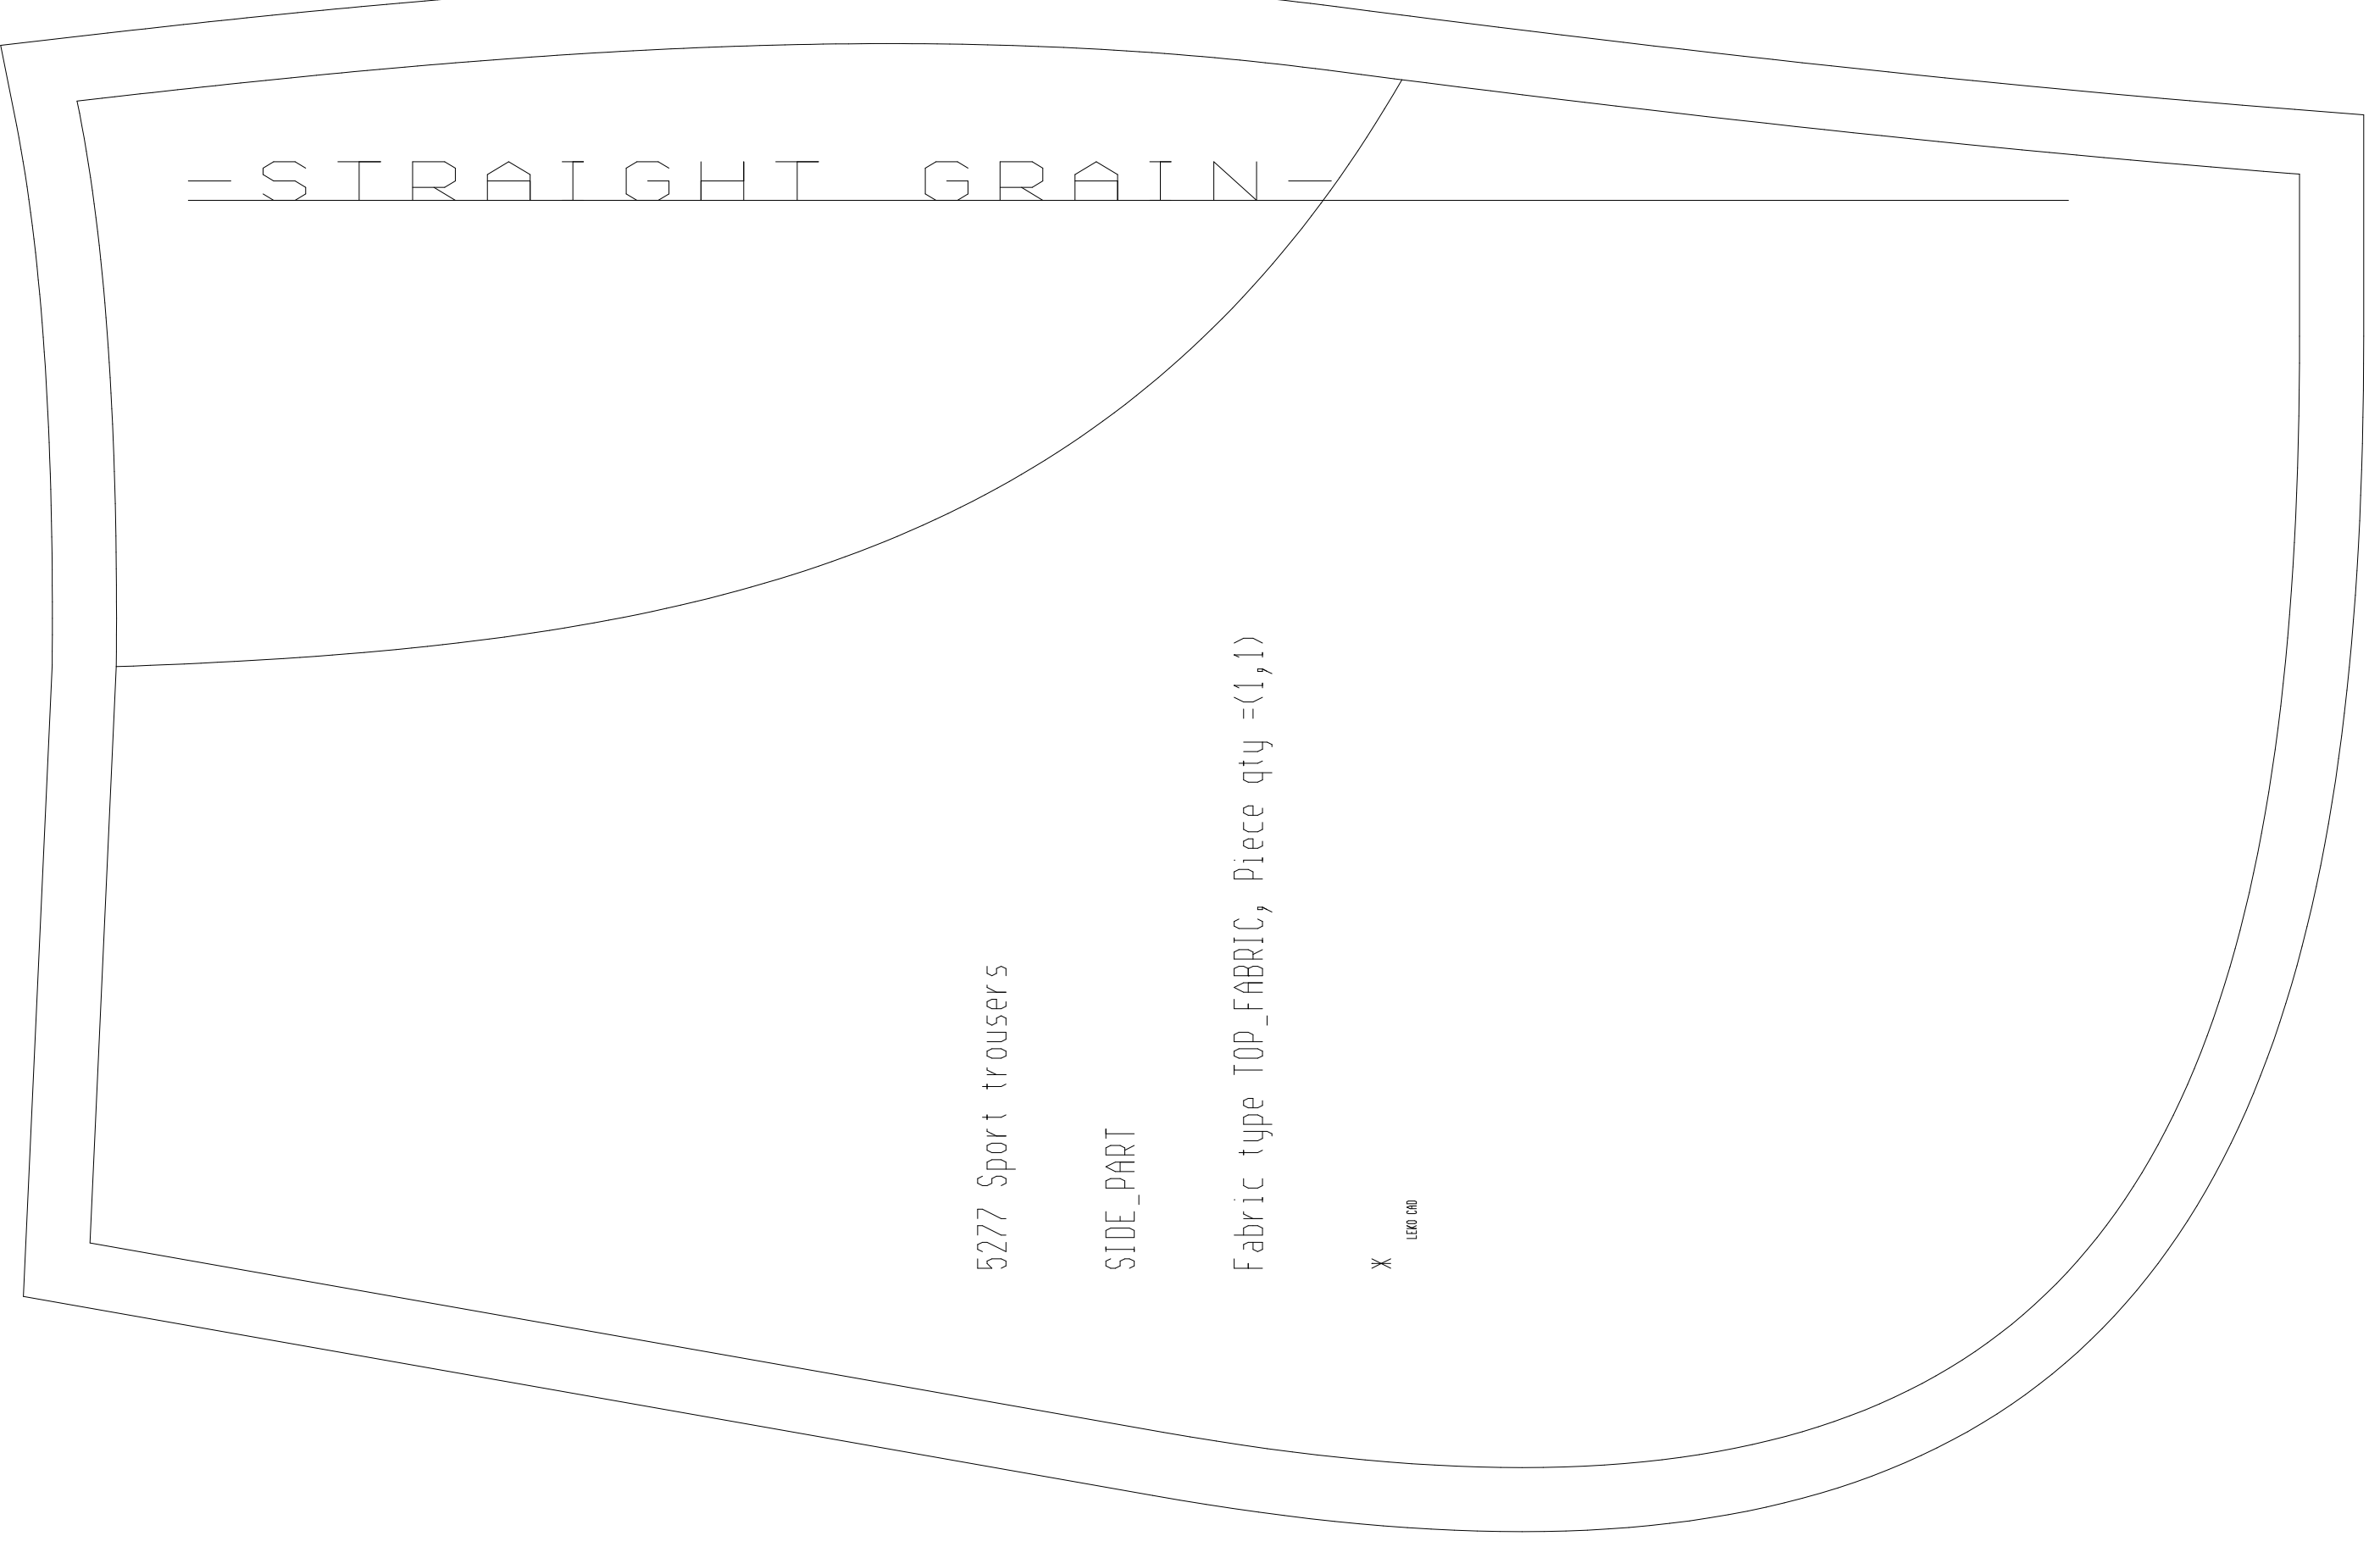 -STRAIGHT GRAIN-
5277 Sport trousers
SIDE_PART
Fabric type TOP_FABRIC, Piece qty =(1,1)
*
LEKO CAD